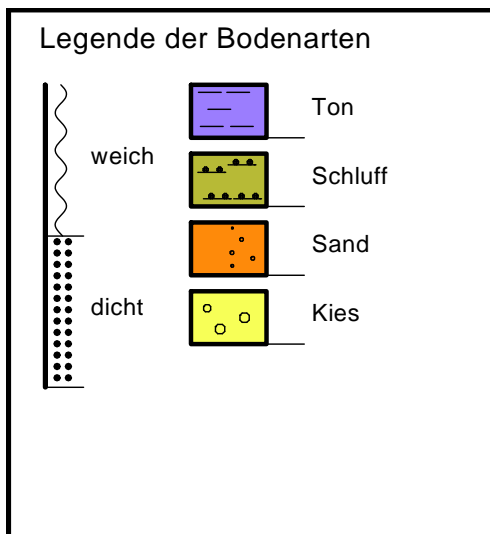 Legende der Bodenarten
weich
dicht
Ton
Schluff
Sand
Kies